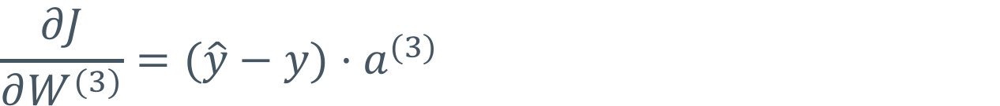 ∂J/∂W⁽³⁾ = (ŷ − y) · a⁽³⁾